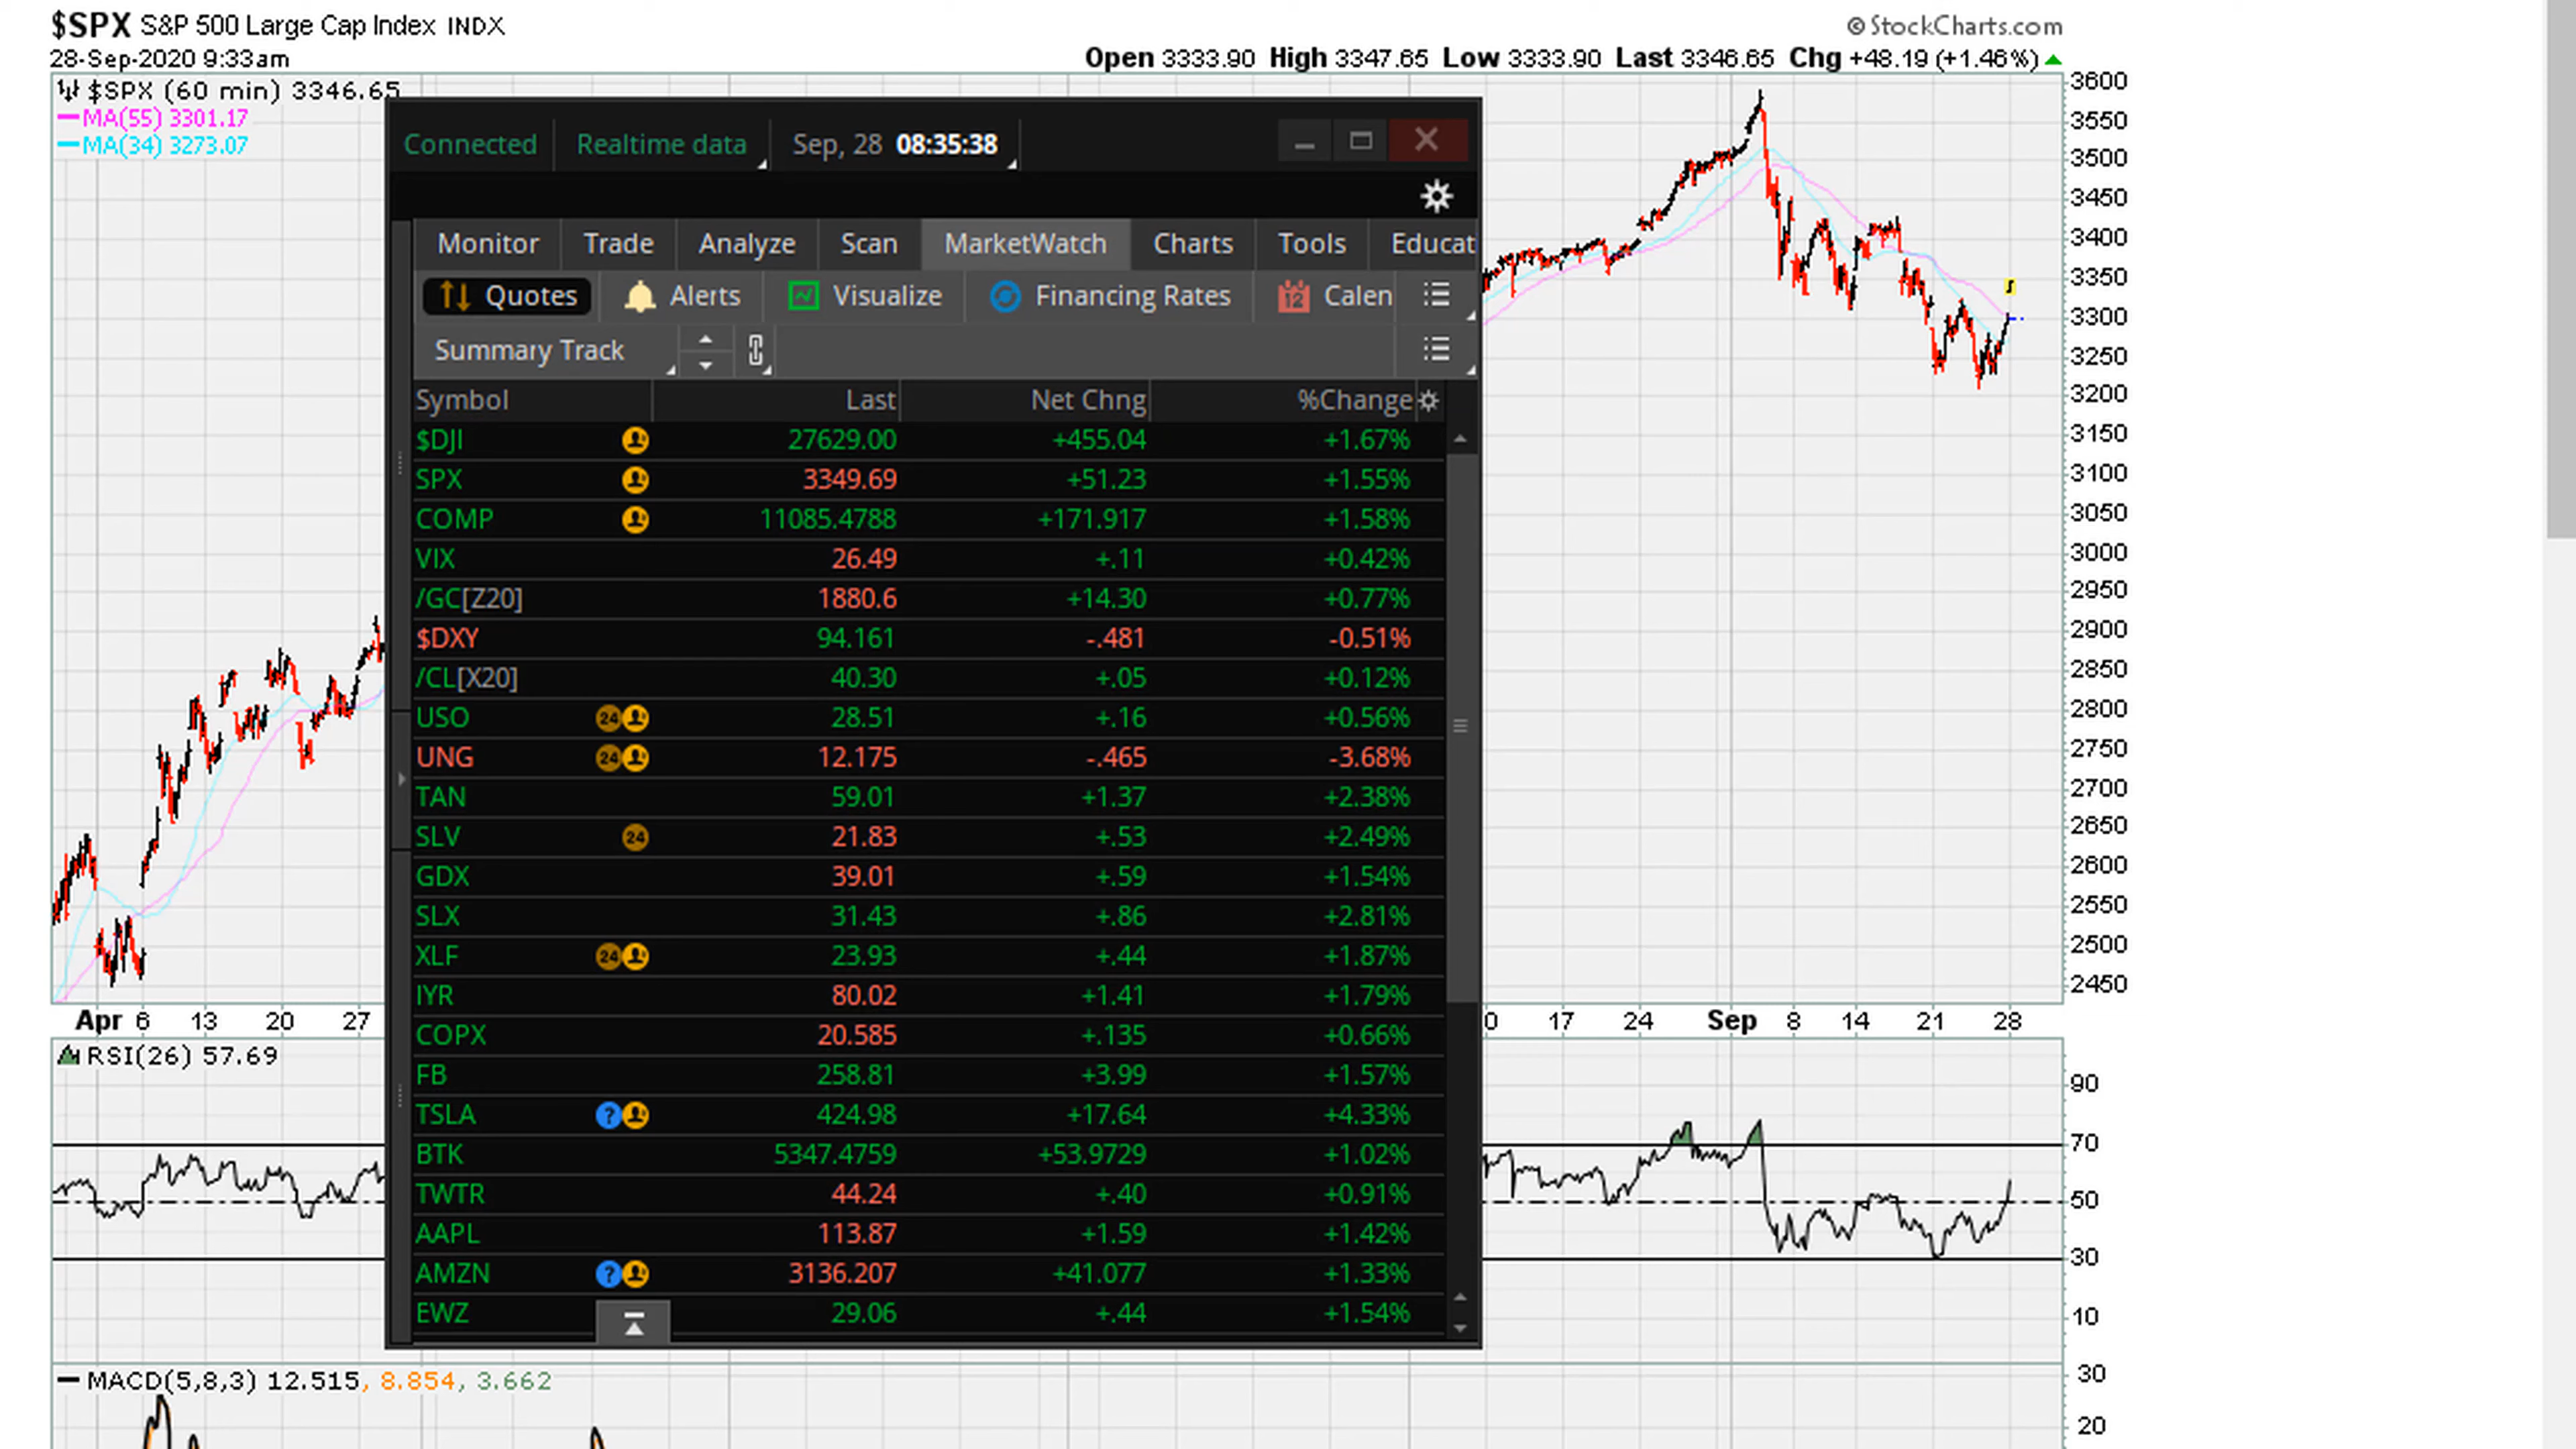 $SPX S&P 500 Large Cap Index INDX
© StockCharts.com
28-Sep-2020 9:33am
Open 3333.90 High 3347.65 Low 3333.90 Last 3346.65 Chg +48.19 (+1.46%)
$SPX (60 min) 3346.65
MA(55) 3301.17
MA(34) 3273.07
Connected Realtime data Sep, 28 08:35:38
Monitor Trade Analyze Scan MarketWatch Charts Tools Educat
Quotes Alerts Visualize Financing Rates 12 Calen
Summary Track
Symbol Last Net Chng %Change
$DJI 27629.00 +455.04 +1.67%
SPX 3349.69 +51.23 +1.55%
COMP 11085.4788 +171.917 +1.58%
VIX 26.49 +.11 +0.42%
/GC[Z20] 1880.6 +14.30 +0.77%
$DXY 94.161 -.481 -0.51%
/CL[X20] 40.30 +.05 +0.12%
USO 24 28.51 +.16 +0.56%
UNG 24 12.175 -.465 -3.68%
TAN 59.01 +1.37 +2.38%
SLV 24 21.83 +.53 +2.49%
GDX 39.01 +.59 +1.54%
SLX 31.43 +.86 +2.81%
XLF 24 23.93 +.44 +1.87%
IYR 80.02 +1.41 +1.79%
COPX 20.585 +.135 +0.66%
FB 258.81 +3.99 +1.57%
TSLA ? 424.98 +17.64 +4.33%
BTK 5347.4759 +53.9729 +1.02%
TWTR 44.24 +.40 +0.91%
AAPL 113.87 +1.59 +1.42%
AMZN ? 3136.207 +41.077 +1.33%
EWZ 29.06 +.44 +1.54%
3600
3550
3500
3450
3400
3350
3300
3250
3200
3150
3100
3050
3000
2950
2900
2850
2800
2750
2700
2650
2600
2550
2500
2450
Apr 6 13 20 27 0 17 24 Sep 8 14 21 28
RSI(26) 57.69
90
70
50
30
10
MACD(5,8,3) 12.515, 8.854, 3.662
30
20